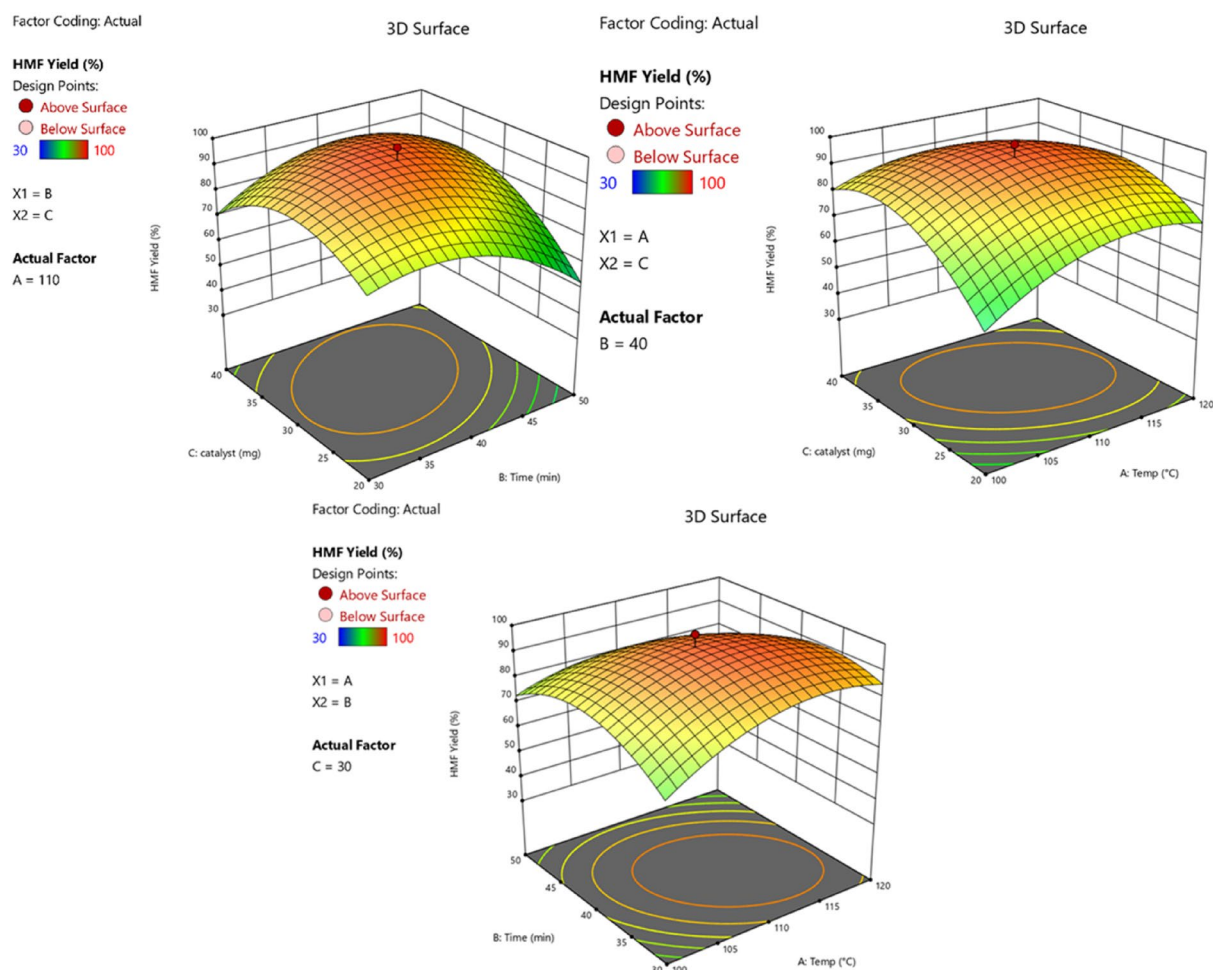 Factor Coding: Actual
3D Surface
HMF Yield (%)
Design Points:
Above Surface
Below Surface
30 100
X1 = B
X2 = C
Actual Factor
A = 110
HMF Yield (%)
100
90
80
70
60
50
40
30
40
35
30
25
20
C: catalyst (mg)
30
35
40
45
50
B: Time (min)
Factor Coding: Actual
3D Surface
HMF Yield (%)
Design Points:
Above Surface
Below Surface
30 100
X1 = A
X2 = C
Actual Factor
B = 40
HMF Yield (%)
100
90
80
70
60
50
40
30
40
35
30
25
20
C: catalyst (mg)
100
105
110
115
120
A: Temp (°C)
Factor Coding: Actual
3D Surface
HMF Yield (%)
Design Points:
Above Surface
Below Surface
30 100
X1 = A
X2 = B
Actual Factor
C = 30
HMF Yield (%)
100
90
80
70
60
50
40
30
50
45
40
35
30
B: Time (min)
100
105
110
115
120
A: Temp (°C)